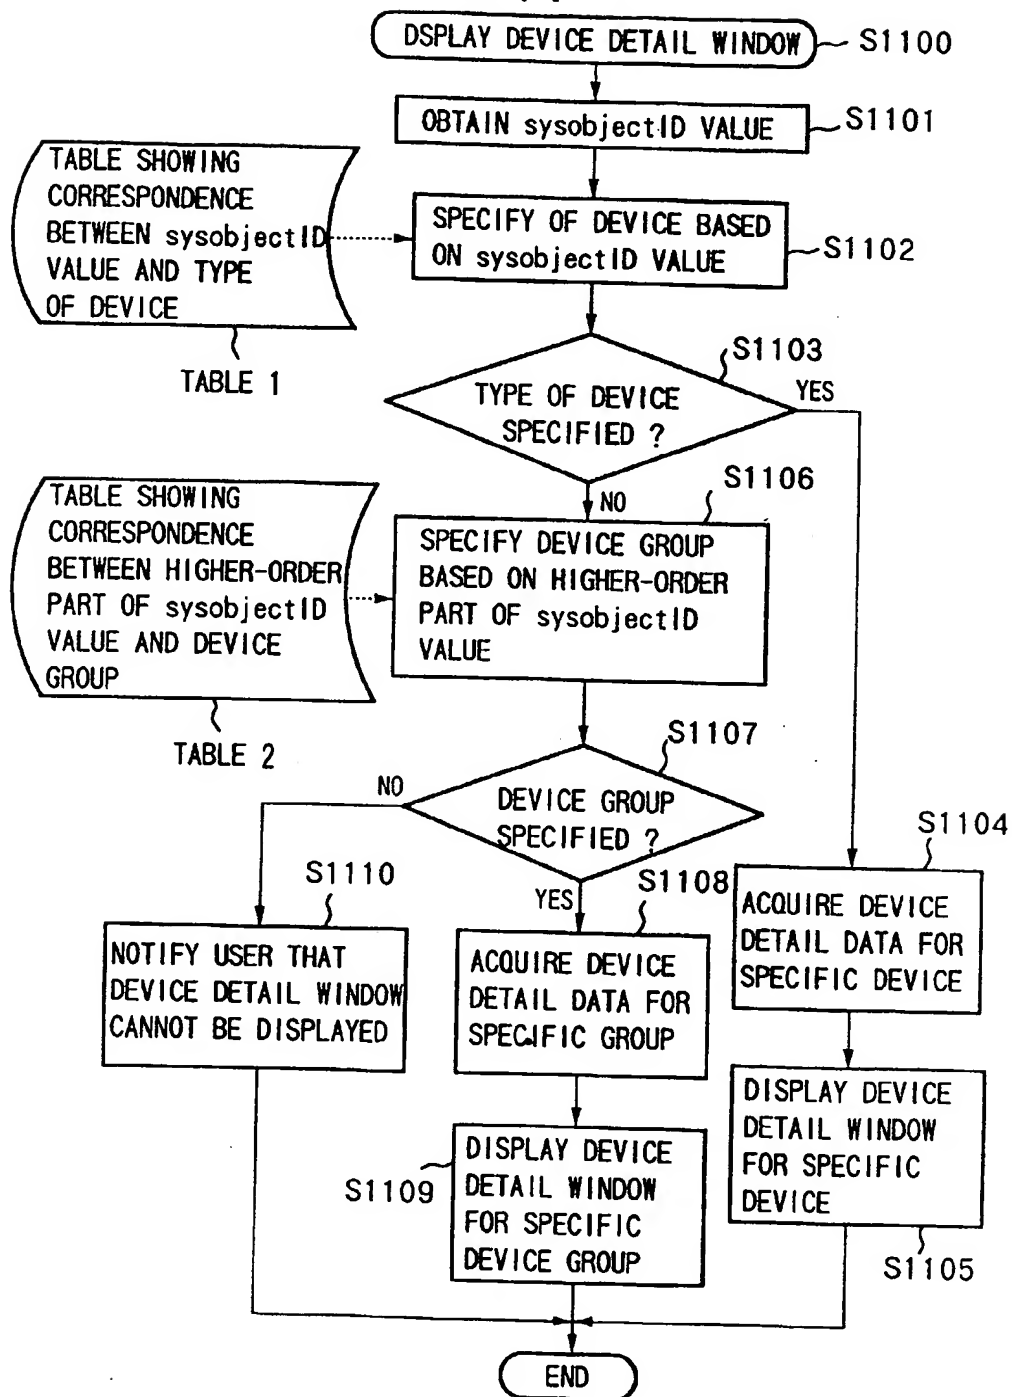 DSPLAY DEVICE DETAIL WINDOW
S1100
OBTAIN sysobjectID VALUE
S1101
TABLE SHOWING
CORRESPONDENCE
BETWEEN sysobjectID
VALUE AND TYPE
OF DEVICE
TABLE 1
SPECIFY OF DEVICE BASED
ON sysobjectID VALUE
S1102
S1103
TYPE OF DEVICE
SPECIFIED ?
YES
NO
S1106
TABLE SHOWING
CORRESPONDENCE
BETWEEN HIGHER-ORDER
PART OF sysobjectID
VALUE AND DEVICE
GROUP
TABLE 2
SPECIFY DEVICE GROUP
BASED ON HIGHER-ORDER
PART OF sysobjectID
VALUE
S1107
DEVICE GROUP
SPECIFIED ?
NO
YES
S1110
NOTIFY USER THAT
DEVICE DETAIL WINDOW
CANNOT BE DISPLAYED
S1108
ACQUIRE DEVICE
DETAIL DATA FOR
SPECIFIC GROUP
S1104
ACQUIRE DEVICE
DETAIL DATA FOR
SPECIFIC DEVICE
S1109
DISPLAY DEVICE
DETAIL WINDOW
FOR SPECIFIC
DEVICE GROUP
DISPLAY DEVICE
DETAIL WINDOW
FOR SPECIFIC
DEVICE
S1105
END